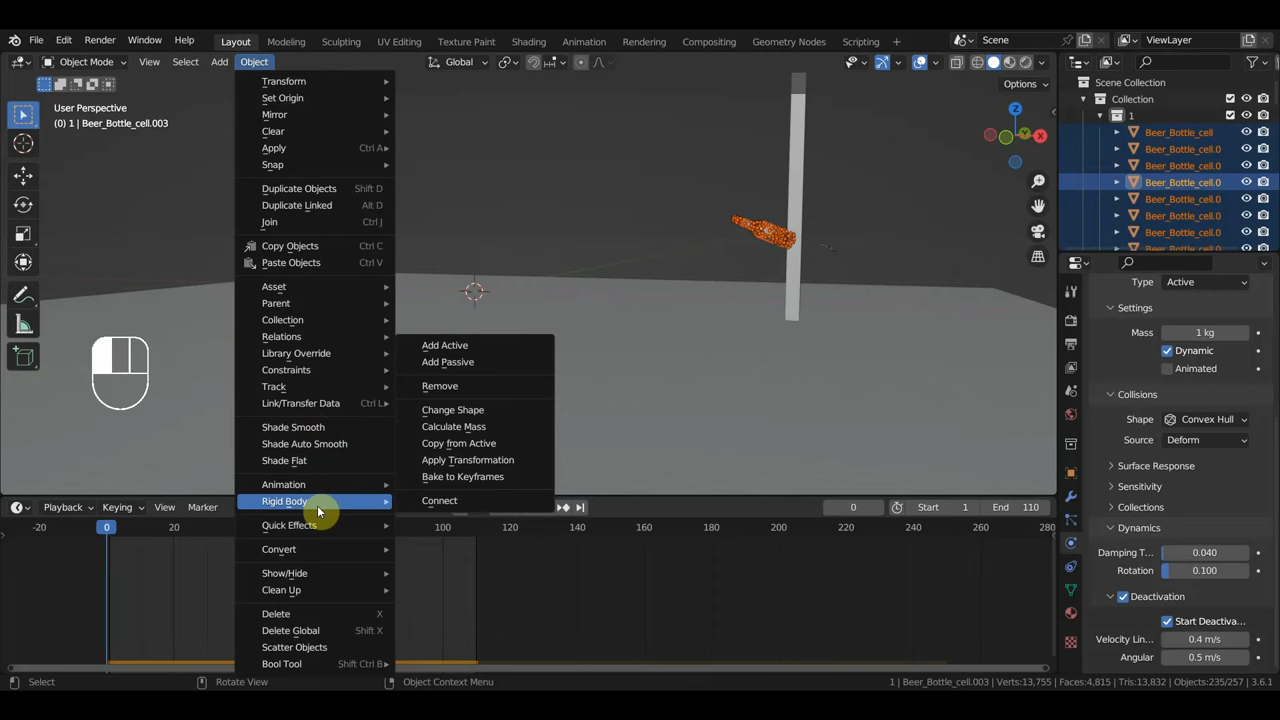 File Edit Render Window Help Layout Modeling Sculpting UV Editing Texture Paint Shading Animation Rendering Compositing Geometry Nodes Scripting + Scene ViewLayer
Object Mode View Select Add Object Global
Options
User Perspective
(0) 1 | Beer_Bottle_cell.003
Transform
Set Origin
Mirror
Clear
Apply Ctrl A
Snap
Duplicate Objects Shift D
Duplicate Linked Alt D
Join Ctrl J
Copy Objects Ctrl C
Paste Objects Ctrl V
Asset
Parent
Collection
Relations
Library Override
Constraints
Track
Link/Transfer Data Ctrl L
Shade Smooth
Shade Auto Smooth
Shade Flat
Animation
Rigid Body
Quick Effects
Convert
Show/Hide
Clean Up
Delete X
Delete Global Shift X
Scatter Objects
Bool Tool Shift Ctrl B
Add Active
Add Passive
Remove
Change Shape
Calculate Mass
Copy from Active
Apply Transformation
Bake to Keyframes
Connect
Z
Y
X
Scene Collection
Collection
1
Beer_Bottle_cell
Beer_Bottle_cell.0
Beer_Bottle_cell.0
Beer_Bottle_cell.0
Beer_Bottle_cell.0
Beer_Bottle_cell.0
Beer_Bottle_cell.0
Type Active
Settings
Mass 1 kg
Dynamic
Animated
Collisions
Shape Convex Hull
Source Deform
Surface Response
Sensitivity
Collections
Dynamics
Damping T... 0.040
Rotation 0.100
Deactivation
Start Deactiva...
Velocity Lin... 0.4 m/s
Angular 0.5 m/s
Playback Keying View Marker 0 Start 1 End 110
-20 0 20 100 120 140 160 180 200 220 240 260 280
Select Rotate View Object Context Menu 1 | Beer_Bottle_cell.003 | Verts:13,755 | Faces:4,815 | Tris:13,832 | Objects:235/257 | 3.6.1